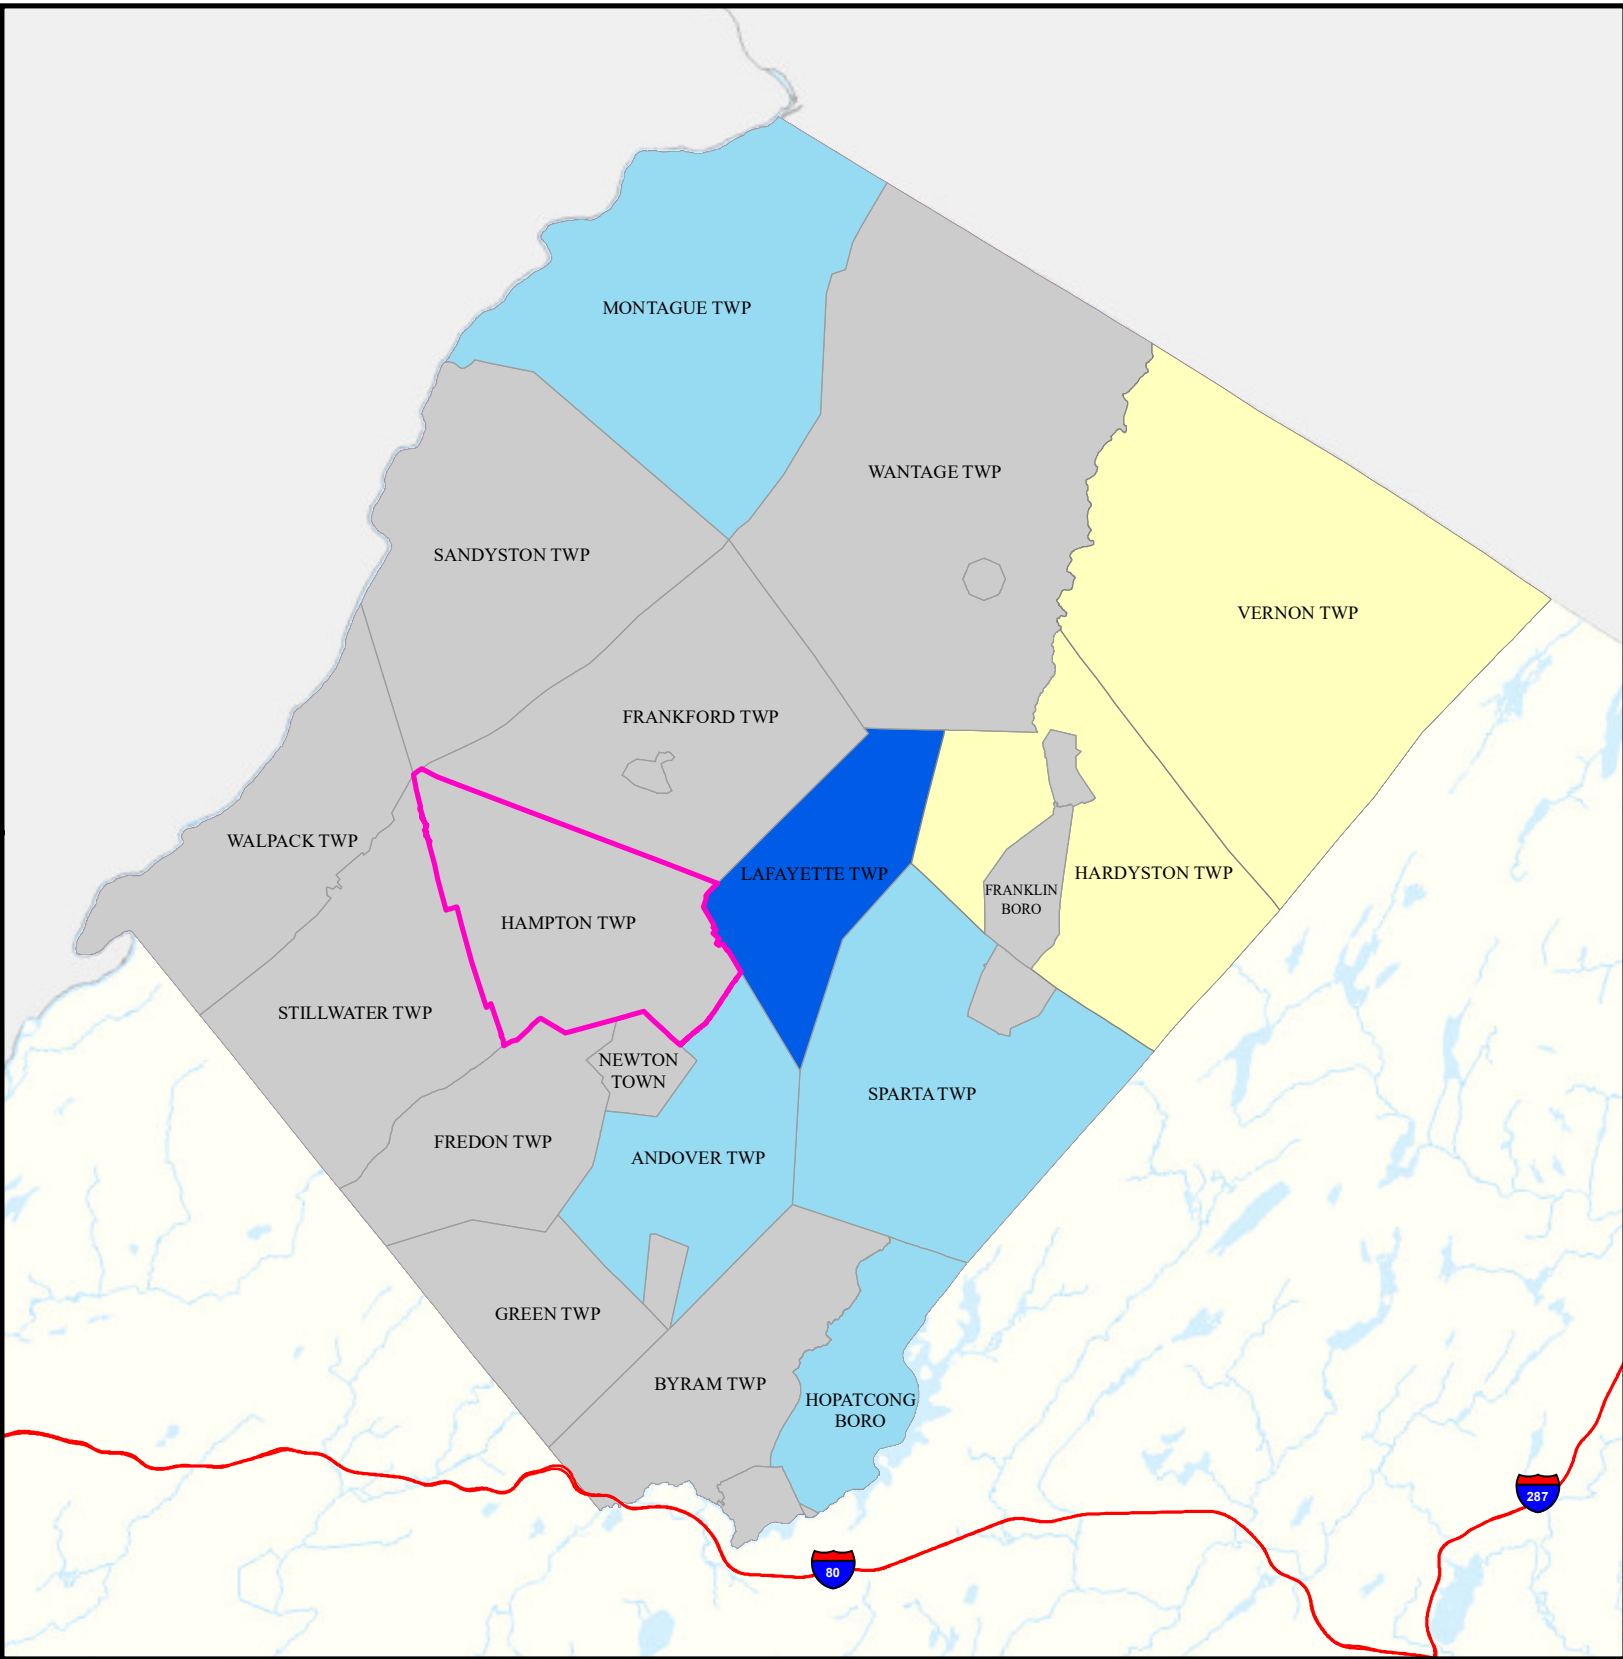 MONTAGUE TWP
WANTAGE TWP
SANDYSTON TWP
VERNON TWP
FRANKFORD TWP
WALPACK TWP
LAFAYETTE TWP
HARDYSTON TWP
FRANKLIN
BORO
HAMPTON TWP
STILLWATER TWP
NEWTON
TOWN
SPARTA TWP
FREDON TWP
ANDOVER TWP
GREEN TWP
BYRAM TWP
HOPATCONG
BORO
287
80